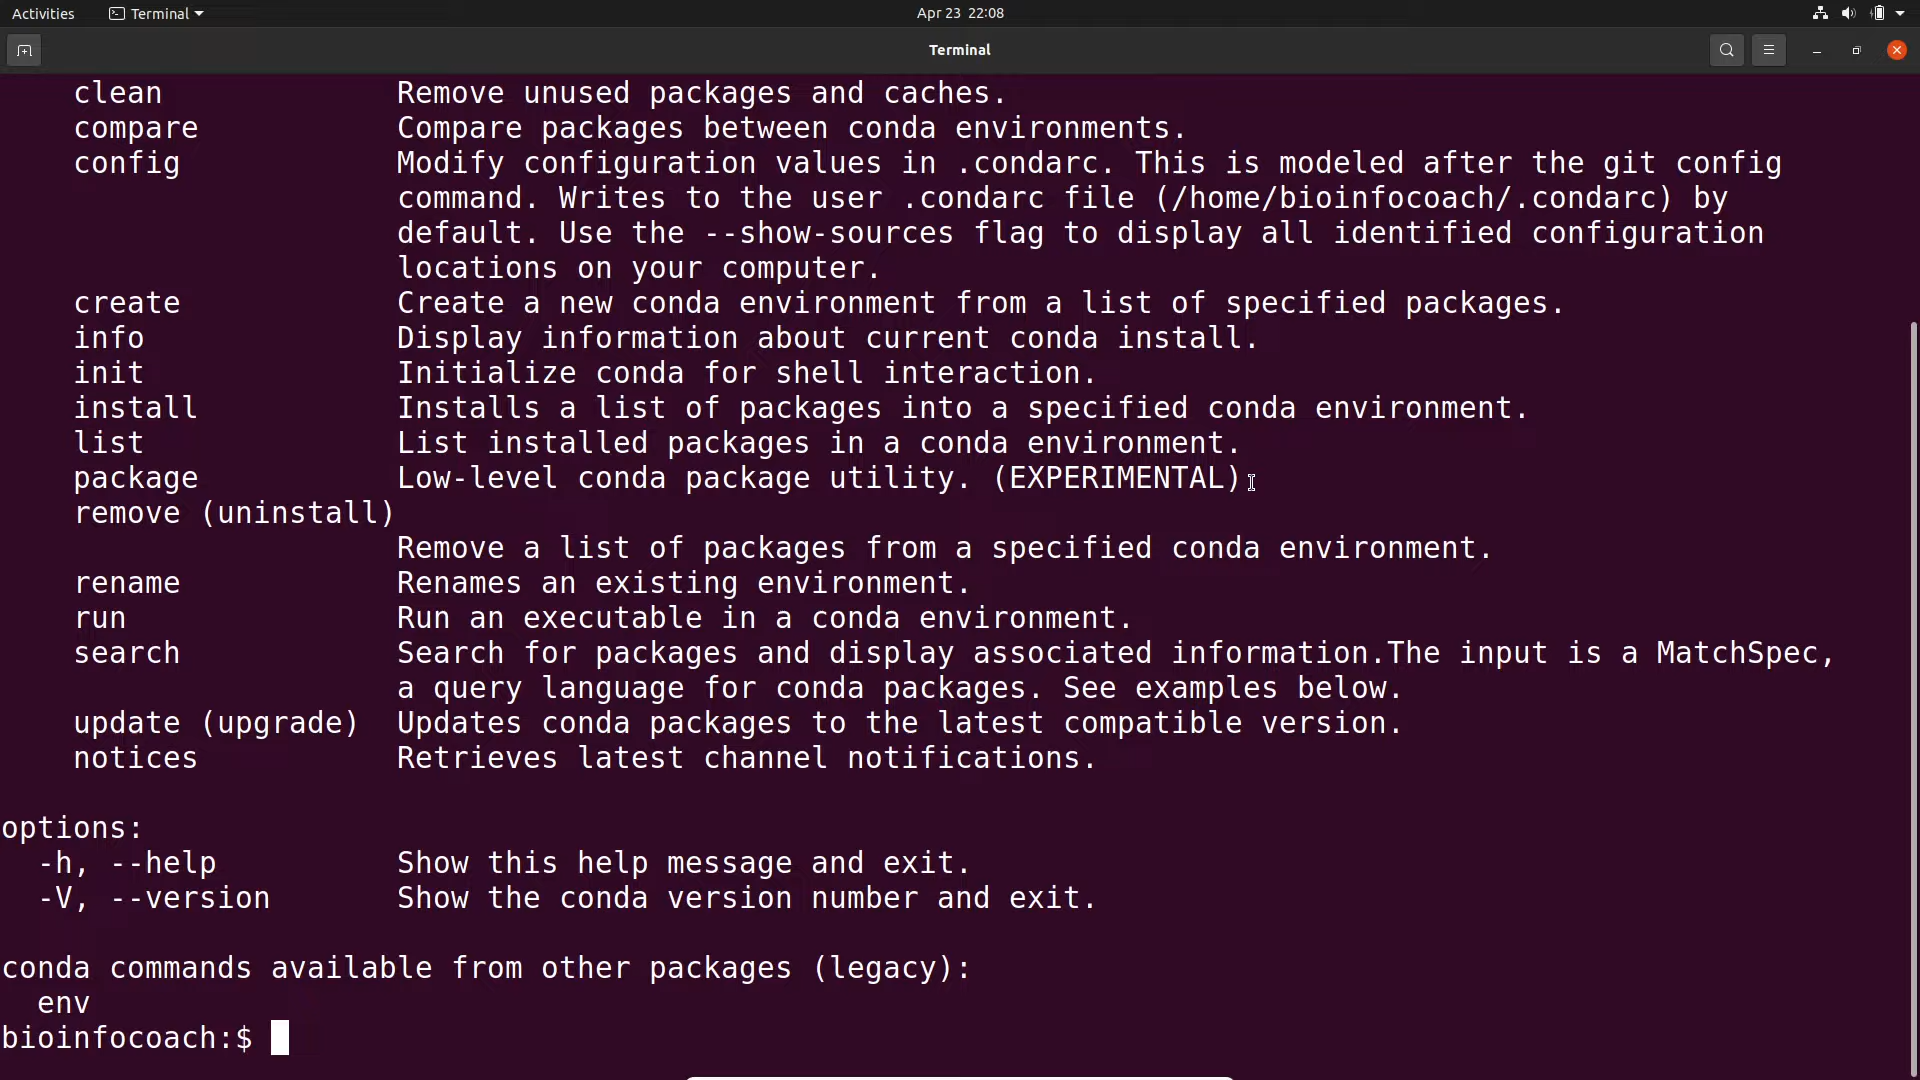 Activities Terminal Apr 23 22:08
Terminal
clean Remove unused packages and caches.
compare Compare packages between conda environments.
config Modify configuration values in .condarc. This is modeled after the git config
command. Writes to the user .condarc file (/home/bioinfocoach/.condarc) by
default. Use the --show-sources flag to display all identified configuration
locations on your computer.
create Create a new conda environment from a list of specified packages.
info Display information about current conda install.
init Initialize conda for shell interaction.
install Installs a list of packages into a specified conda environment.
list List installed packages in a conda environment.
package Low-level conda package utility. (EXPERIMENTAL)
remove (uninstall)
Remove a list of packages from a specified conda environment.
rename Renames an existing environment.
run Run an executable in a conda environment.
search Search for packages and display associated information.The input is a MatchSpec,
a query language for conda packages. See examples below.
update (upgrade) Updates conda packages to the latest compatible version.
notices Retrieves latest channel notifications.
options:
-h, --help Show this help message and exit.
-V, --version Show the conda version number and exit.
conda commands available from other packages (legacy):
env
bioinfocoach:$